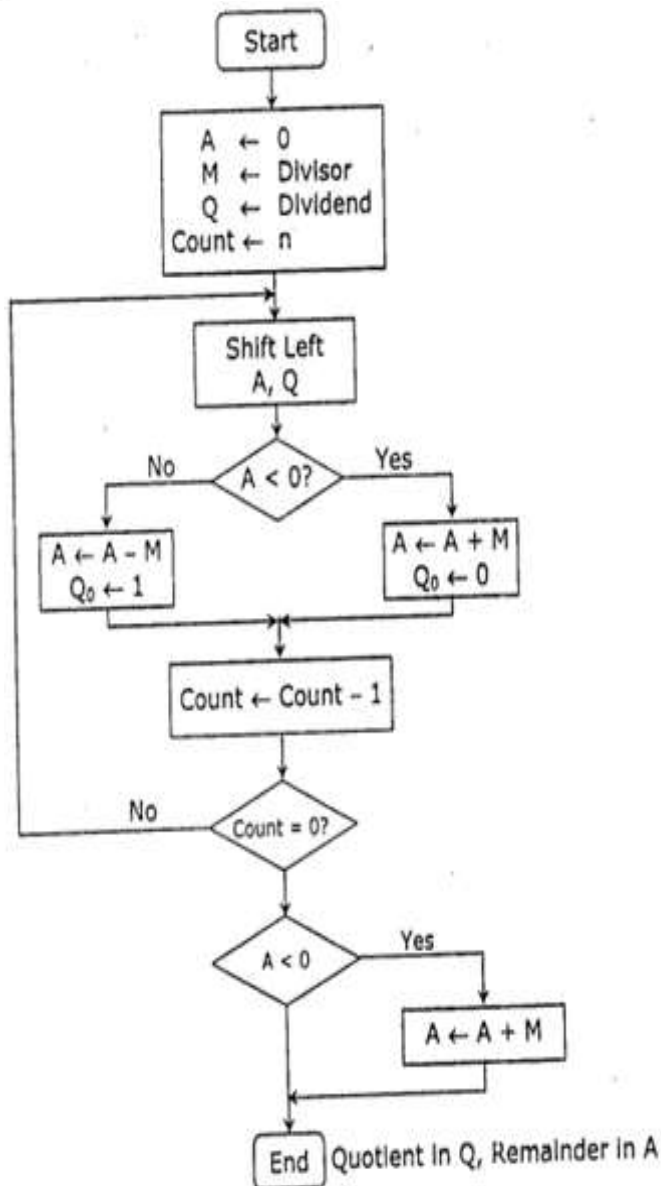 Start
A ← 0
M ← Divisor
Q ← Dividend
Count ← n
Shift Left
A, Q
A < 0?
No
Yes
A ← A – M
Q₀ ← 1
A ← A + M
Q₀ ← 0
Count ← Count – 1
Count = 0?
No
A < 0
Yes
A ← A + M
End
Quotient in Q, Remainder in A